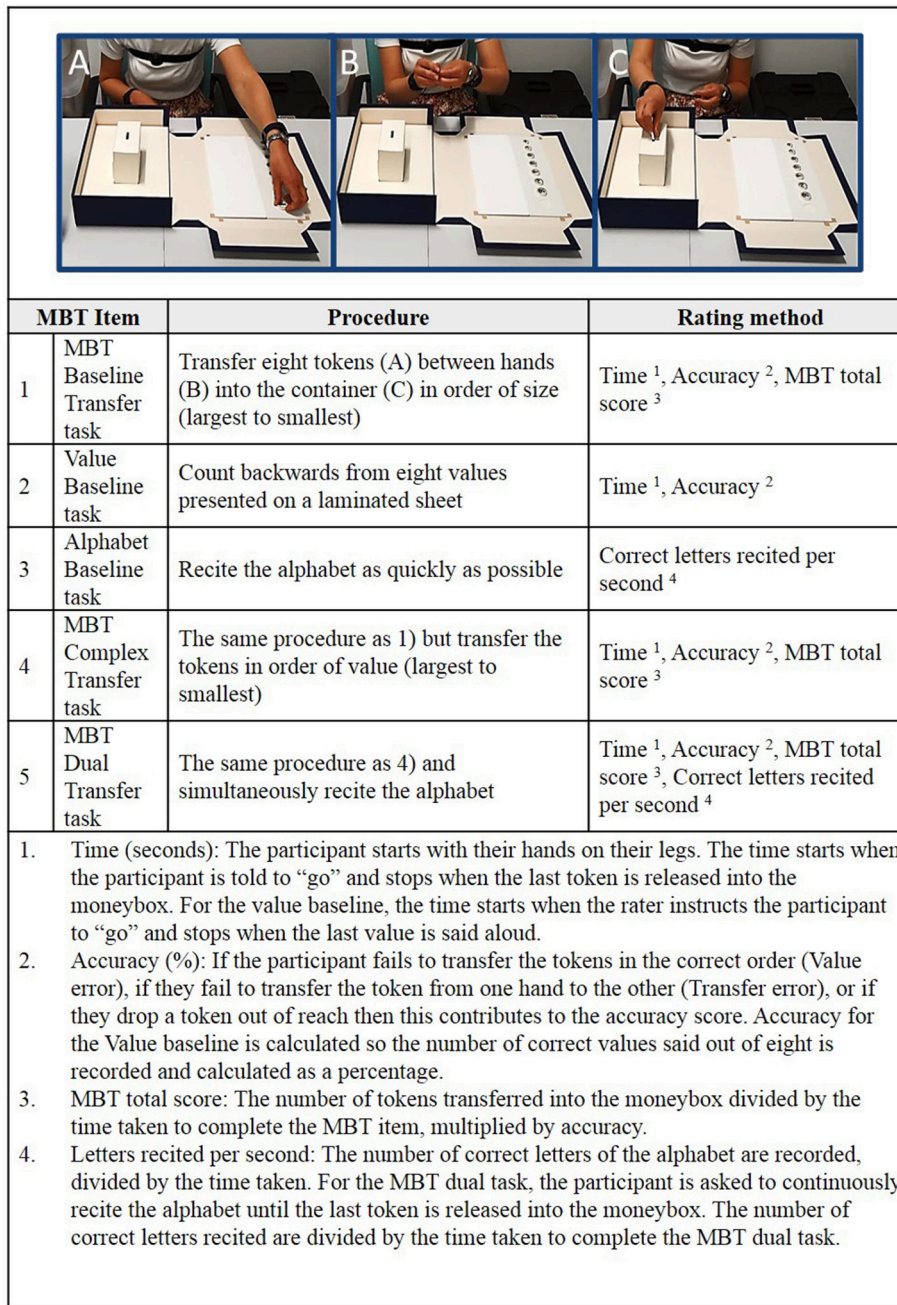 A B C
MBT Item Procedure Rating method
1 MBT Baseline Transfer task Transfer eight tokens (A) between hands (B) into the container (C) in order of size (largest to smallest) Time ¹, Accuracy ², MBT total score ³
2 Value Baseline task Count backwards from eight values presented on a laminated sheet Time ¹, Accuracy ²
3 Alphabet Baseline task Recite the alphabet as quickly as possible Correct letters recited per second ⁴
4 MBT Complex Transfer task The same procedure as 1) but transfer the tokens in order of value (largest to smallest) Time ¹, Accuracy ², MBT total score ³
5 MBT Dual Transfer task The same procedure as 4) and simultaneously recite the alphabet Time ¹, Accuracy ², MBT total score ³, Correct letters recited per second ⁴
1. Time (seconds): The participant starts with their hands on their legs. The time starts when
the participant is told to “go” and stops when the last token is released into the
moneybox. For the value baseline, the time starts when the rater instructs the participant
to “go” and stops when the last value is said aloud.
2. Accuracy (%): If the participant fails to transfer the tokens in the correct order (Value
error), if they fail to transfer the token from one hand to the other (Transfer error), or if
they drop a token out of reach then this contributes to the accuracy score. Accuracy for
the Value baseline is calculated so the number of correct values said out of eight is
recorded and calculated as a percentage.
3. MBT total score: The number of tokens transferred into the moneybox divided by the
time taken to complete the MBT item, multiplied by accuracy.
4. Letters recited per second: The number of correct letters of the alphabet are recorded,
divided by the time taken. For the MBT dual task, the participant is asked to continuously
recite the alphabet until the last token is released into the moneybox. The number of
correct letters recited are divided by the time taken to complete the MBT dual task.